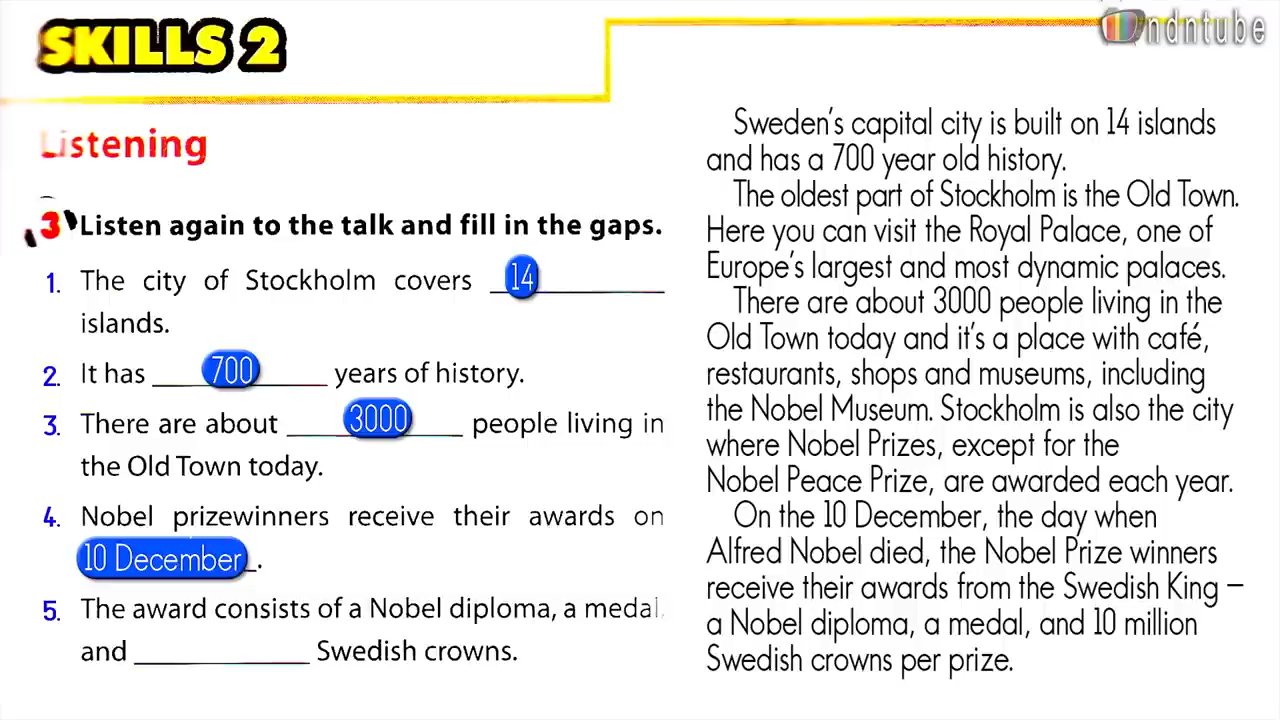 SKILLS 2
ndntube
Listening
3 Listen again to the talk and fill in the gaps.
1. The city of Stockholm covers 14
islands.
2. It has 700 years of history.
3. There are about 3000 people living in
the Old Town today.
4. Nobel prizewinners receive their awards on
10 December.
5. The award consists of a Nobel diploma, a medal,
and ____________ Swedish crowns.
Sweden's capital city is built on 14 islands
and has a 700 year old history.
The oldest part of Stockholm is the Old Town.
Here you can visit the Royal Palace, one of
Europe's largest and most dynamic palaces.
There are about 3000 people living in the
Old Town today and it's a place with café,
restaurants, shops and museums, including
the Nobel Museum. Stockholm is also the city
where Nobel Prizes, except for the
Nobel Peace Prize, are awarded each year.
On the 10 December, the day when
Alfred Nobel died, the Nobel Prize winners
receive their awards from the Swedish King –
a Nobel diploma, a medal, and 10 million
Swedish crowns per prize.